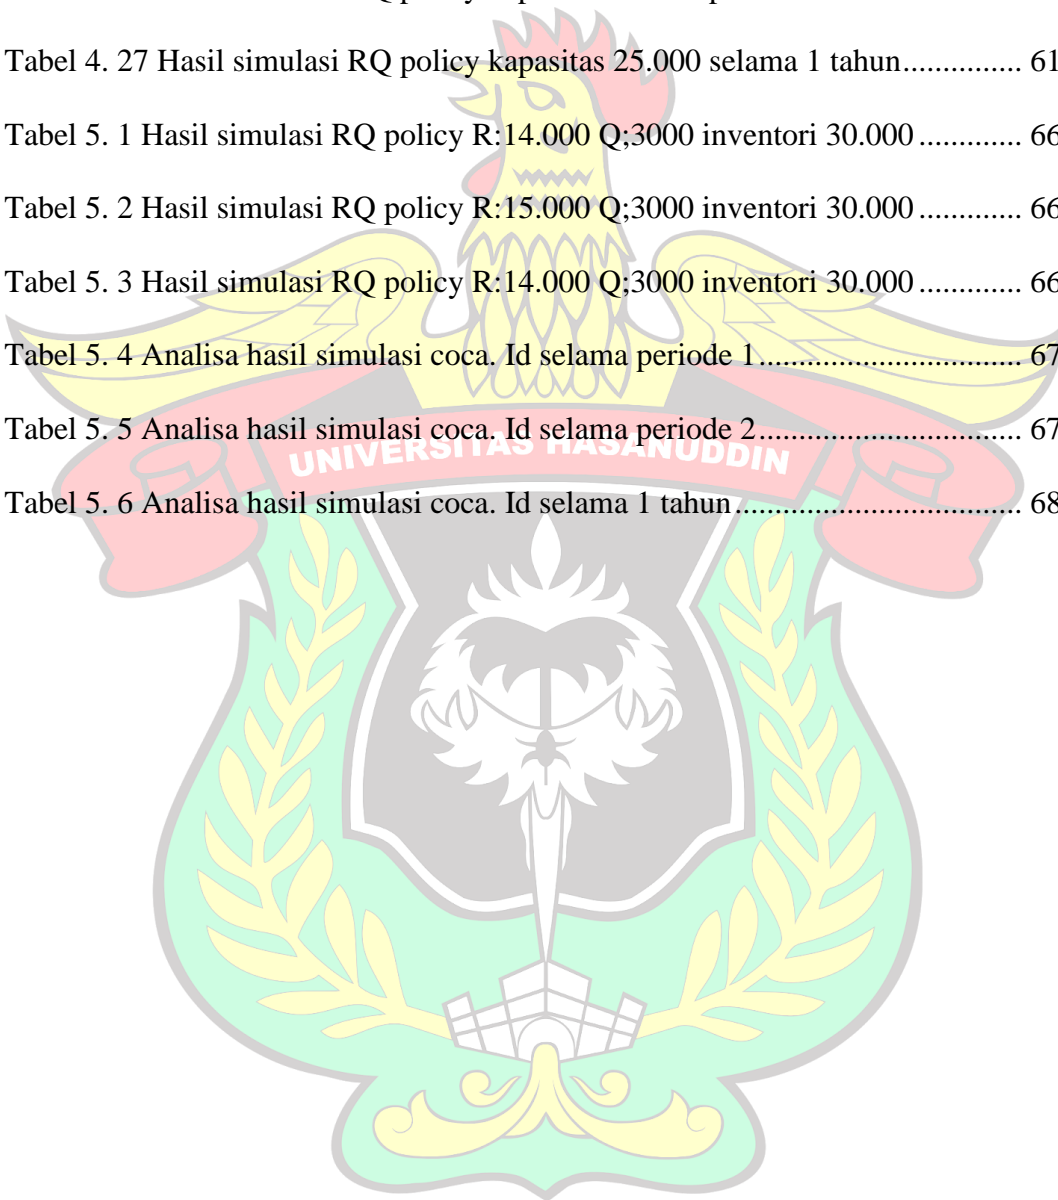 Q policy
Tabel 4. 27 Hasil simulasi RQ policy kapasitas 25.000 selama 1 tahun............... 61
Tabel 5. 1 Hasil simulasi RQ policy R:14.000 Q;3000 inventori 30.000 ............. 66
Tabel 5. 2 Hasil simulasi RQ policy R:15.000 Q;3000 inventori 30.000 ............. 66
Tabel 5. 3 Hasil simulasi RQ policy R:14.000 Q;3000 inventori 30.000 ............. 66
Tabel 5. 4 Analisa hasil simulasi coca. Id selama periode 1................................. 67
Tabel 5. 5 Analisa hasil simulasi coca. Id selama periode 2................................. 67
UNIVERSITAS HASANUDDIN
Tabel 5. 6 Analisa hasil simulasi coca. Id selama 1 tahun.................................... 68